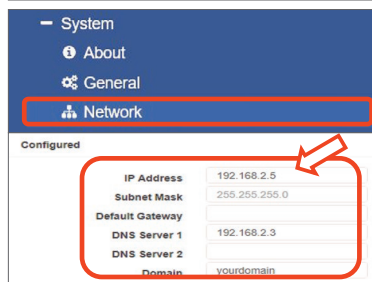 System
About
General
Network
Configured
IP Address 192.168.2.5
Subnet Mask 255.255.255.0
Default Gateway
DNS Server 1 192.168.2.3
DNS Server 2
Domain yourdomain